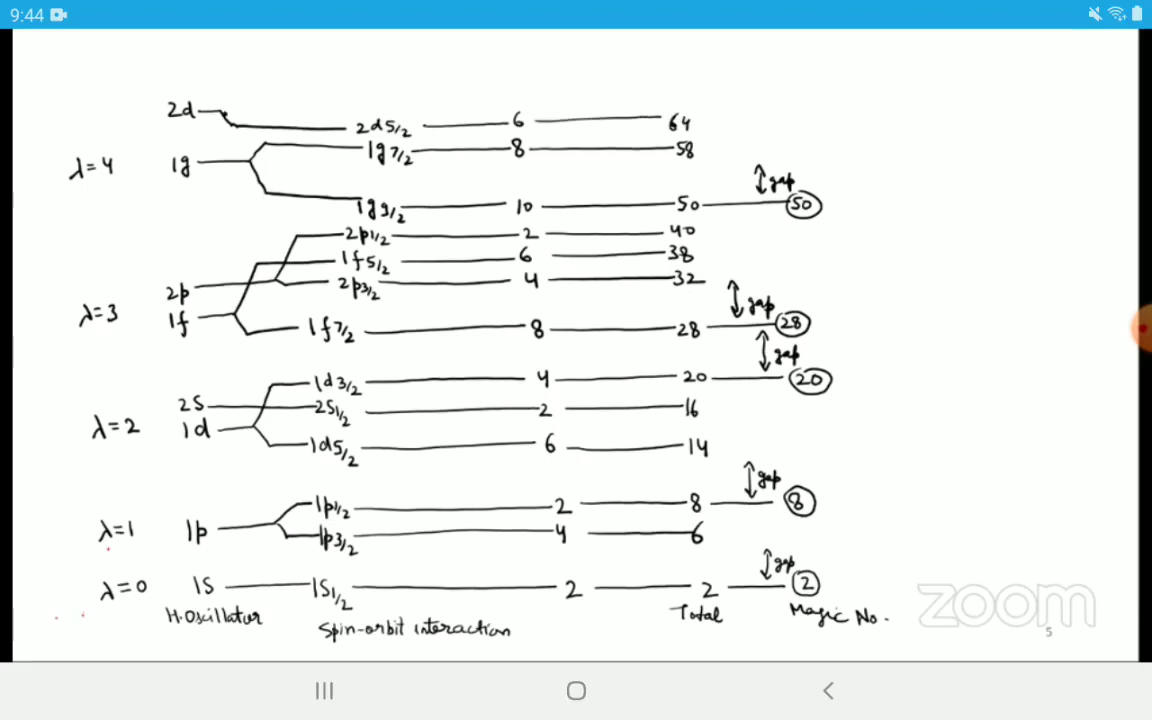 9:44
2d 2d5/2 6 64
λ=4 1g 1g7/2 8 58
gap
1g9/2 10 50 50
2p1/2 2 40
1f5/2 6 38
2p 2p3/2 4 32
gap
λ=3 1f 1f7/2 8 28 28
gap
1d3/2 4 20 20
2S 2S1/2 2 16
λ=2 1d 1d5/2 6 14
gap
1p1/2 2 8 8
λ=1 1p 1p3/2 4 6
gap
λ=0 1S 1S1/2 2 2 2
H.Oscillator Spin-orbit interaction Total Magic No.
zoom
5